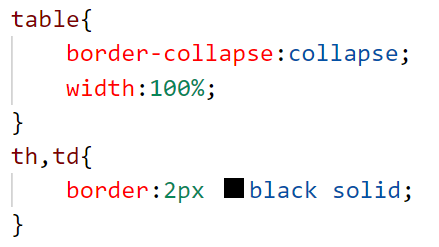 table{
    border-collapse:collapse;
    width:100%;
}
th,td{
    border:2px black solid;
}